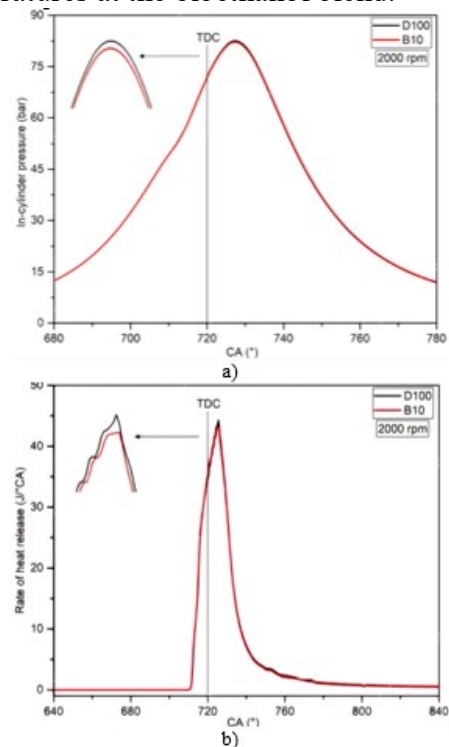 90
TDC
D100
B10
2000 rpm
75
60
45
30
15
0
In-cylinder pressure (bar)
680 700 720 740 760 780
CA (°)
a)
50
TDC
D100
B10
2000 rpm
40
30
20
10
0
Rate of heat release (J/°CA)
640 680 720 760 800 840
CA (°)
b)